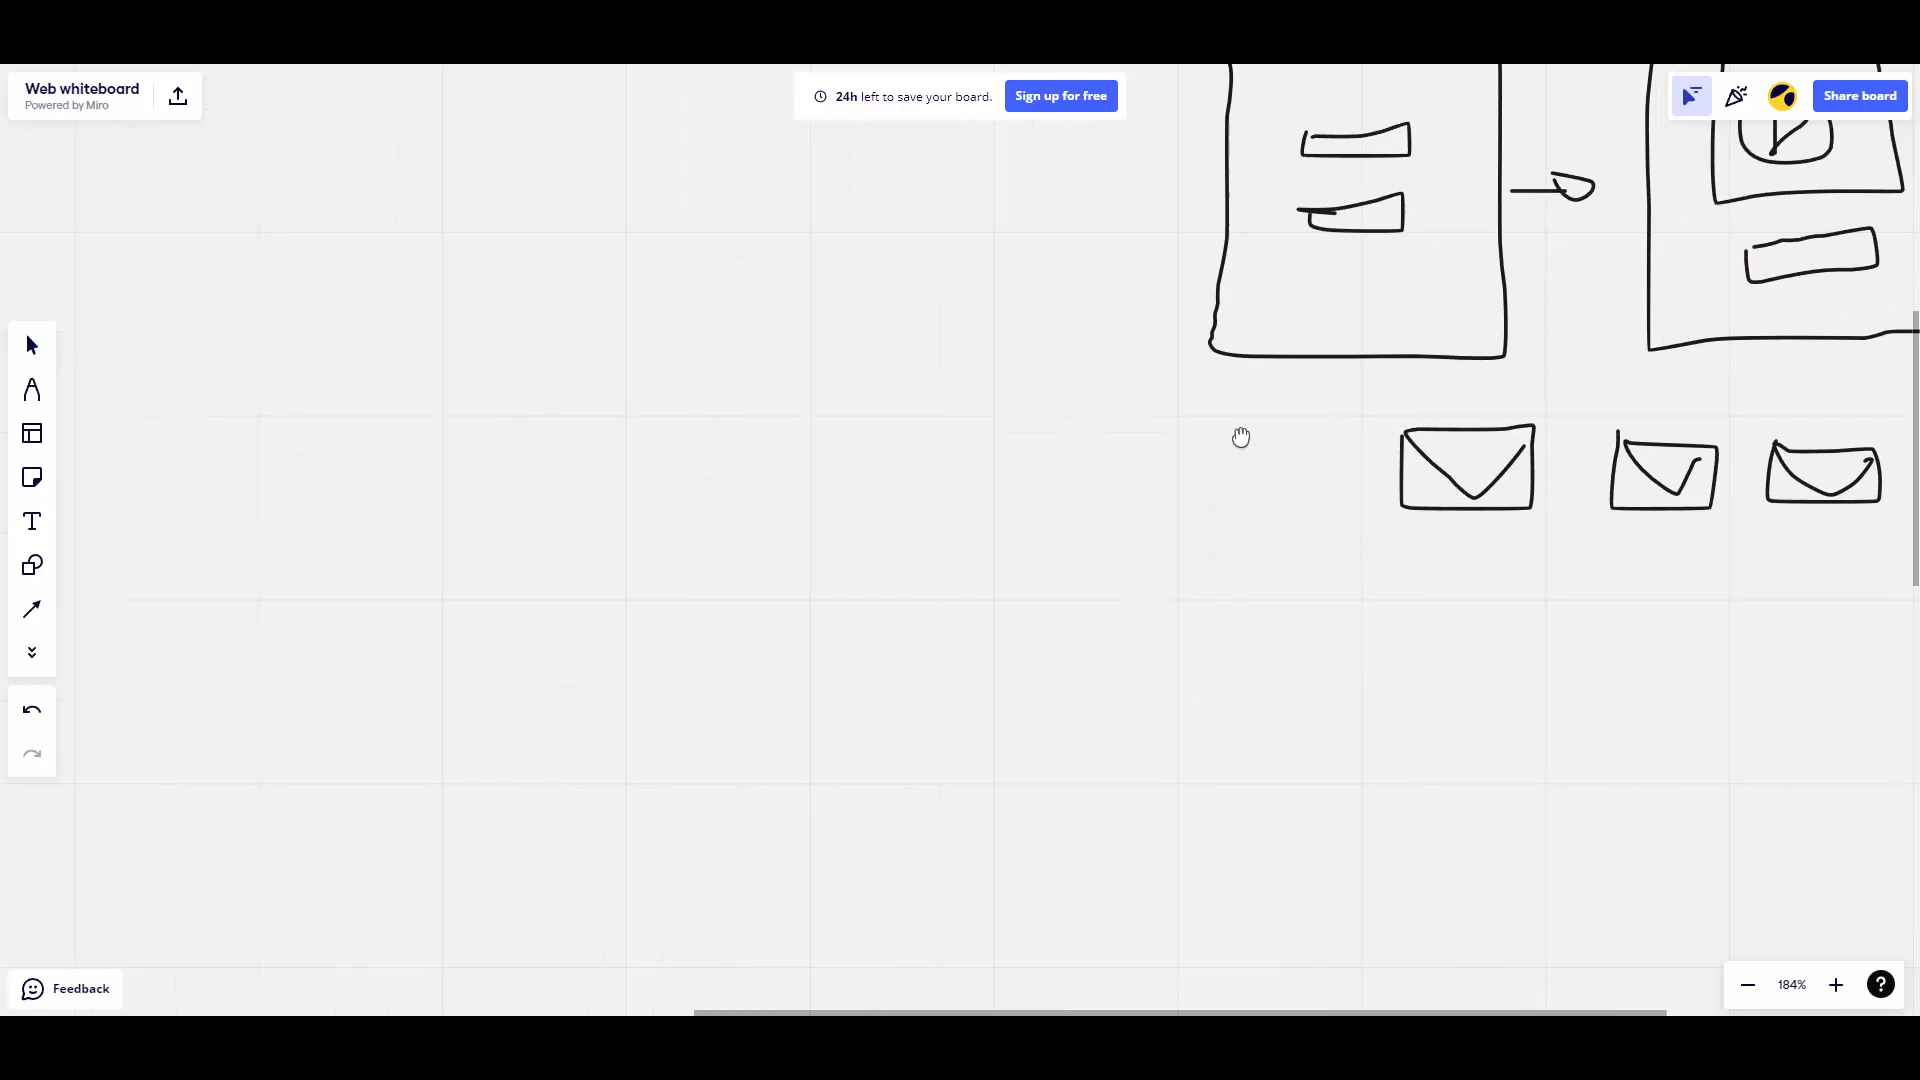 Web whiteboard
Powered by Miro
24h left to save your board.
Sign up for free
Share board
Feedback
184%